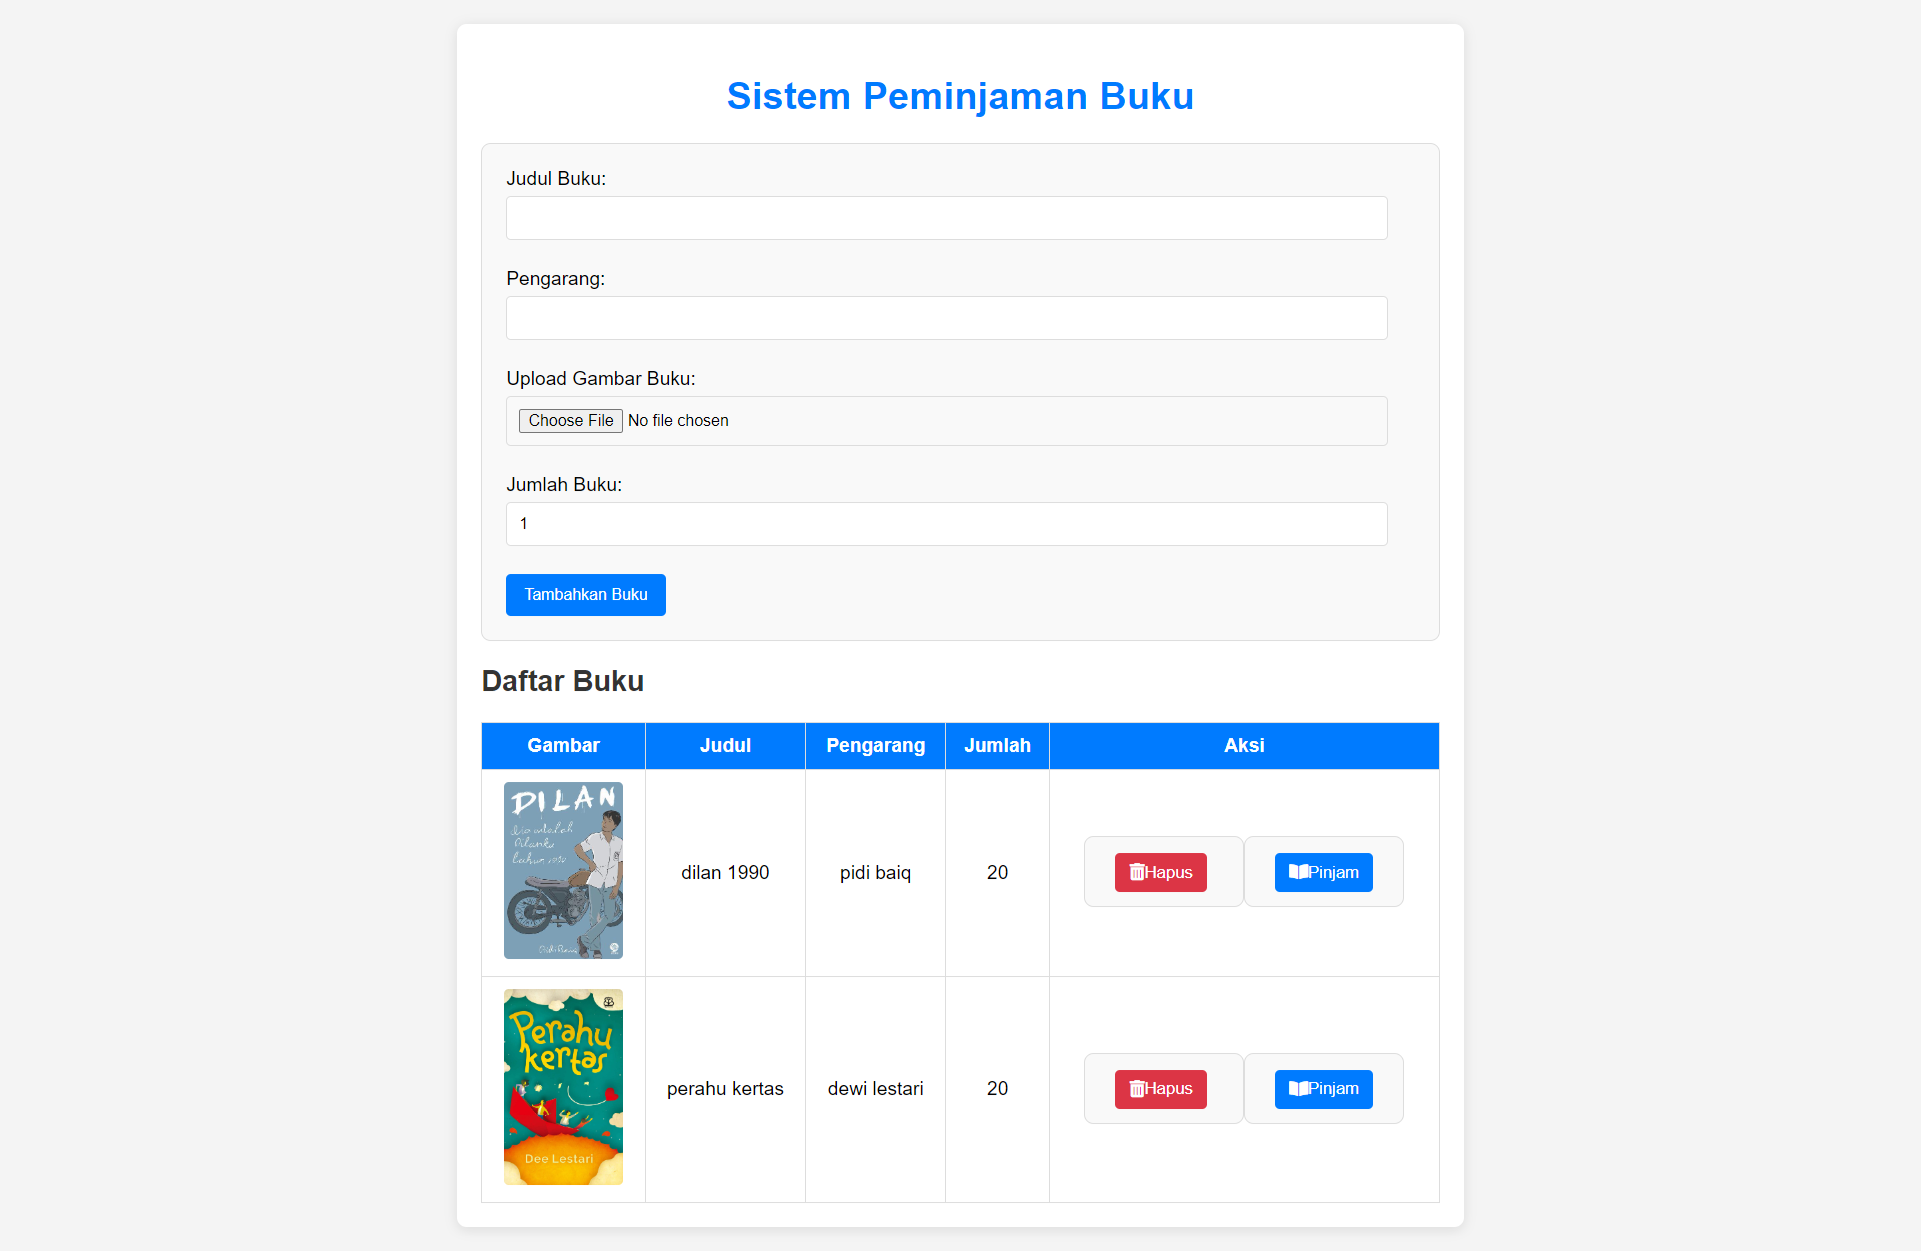 Sistem Peminjaman Buku
Judul Buku:
Pengarang:
Upload Gambar Buku:
Choose File No file chosen
Jumlah Buku:
1
Tambahkan Buku
Daftar Buku
Gambar Judul Pengarang Jumlah Aksi
DILAN
dia adalah
Dilanku
tahun 1990
dilan 1990 pidi baiq 20 Hapus Pinjam
Perahu
kertas
Dee Lestari
perahu kertas dewi lestari 20 Hapus Pinjam